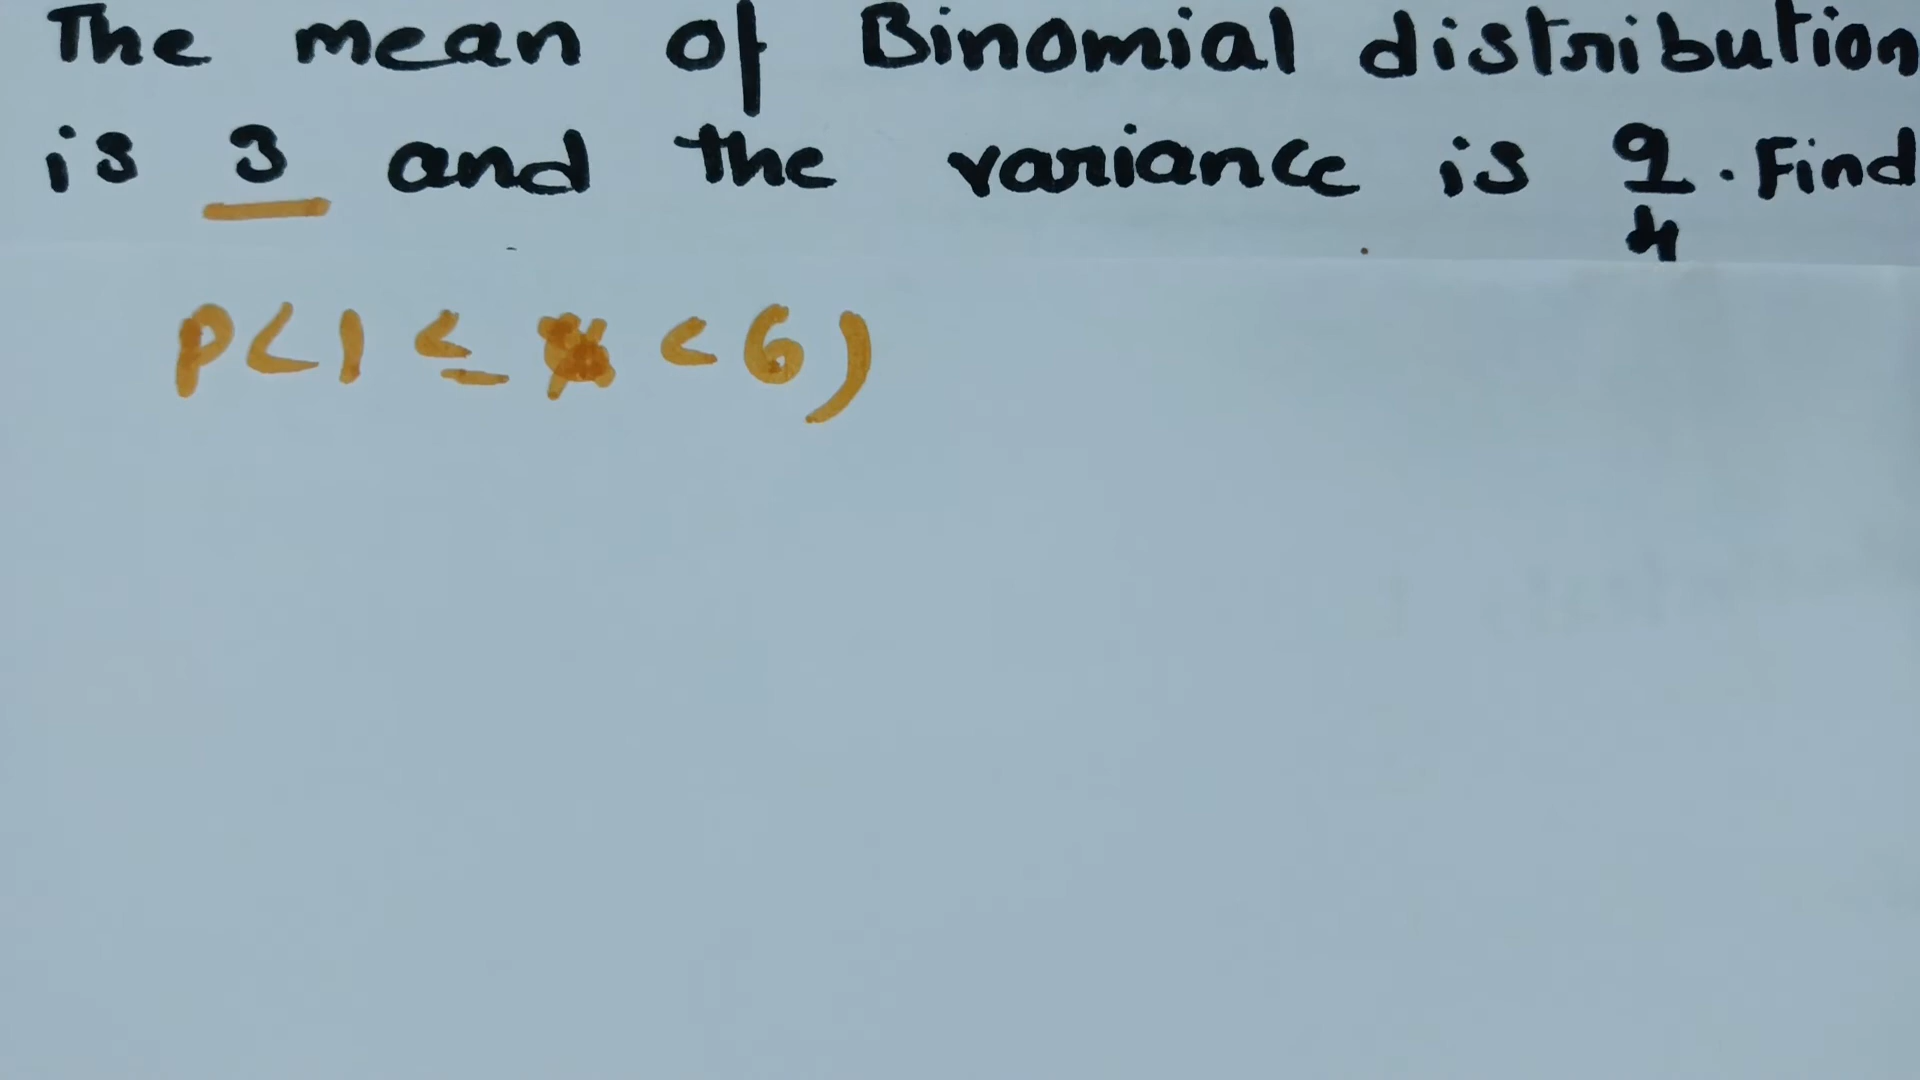 The mean of Binomial distribution
is 3 and the variance is 9/4. Find
P(1 ≤ x < 6)